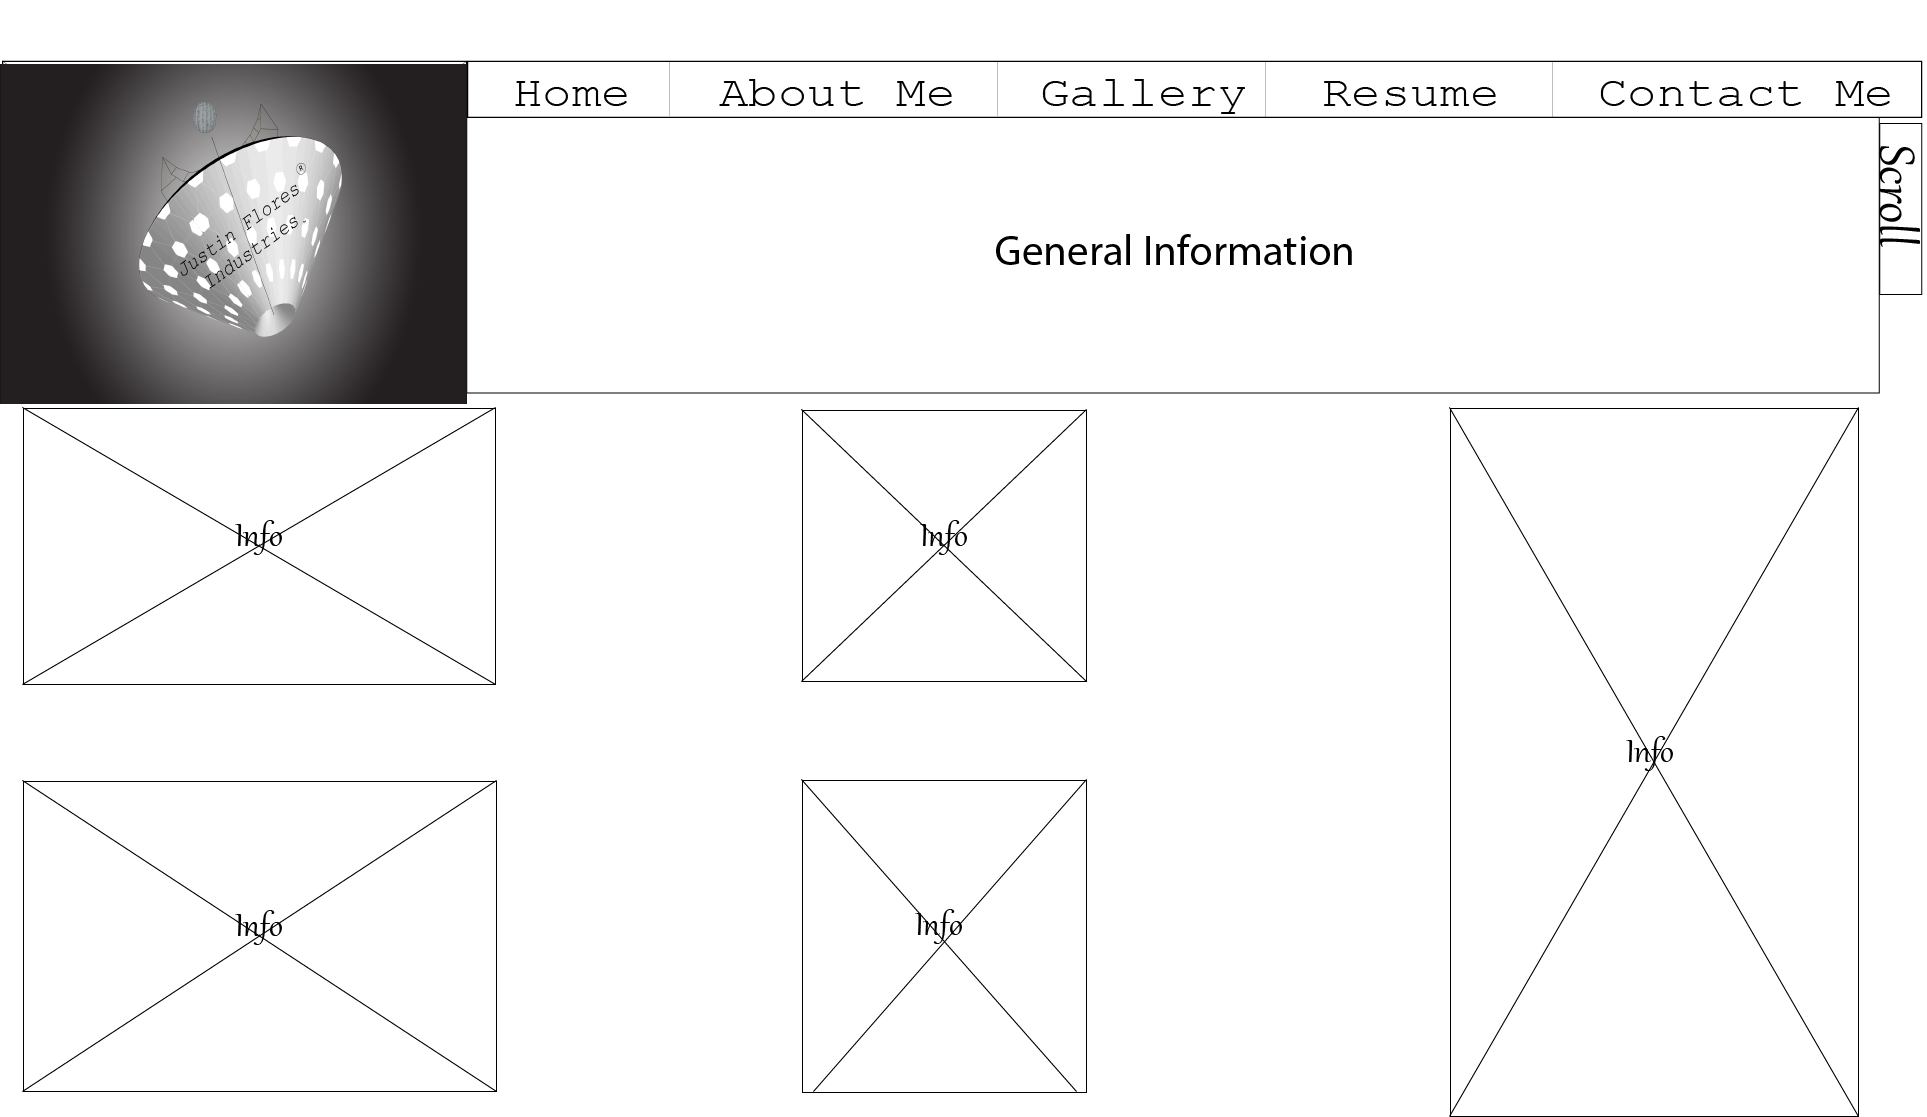 Home About Me Gallery Resume Contact Me
®
Justin Flores
Industries.
General Information
Scroll
Info Info
Info
Info Info